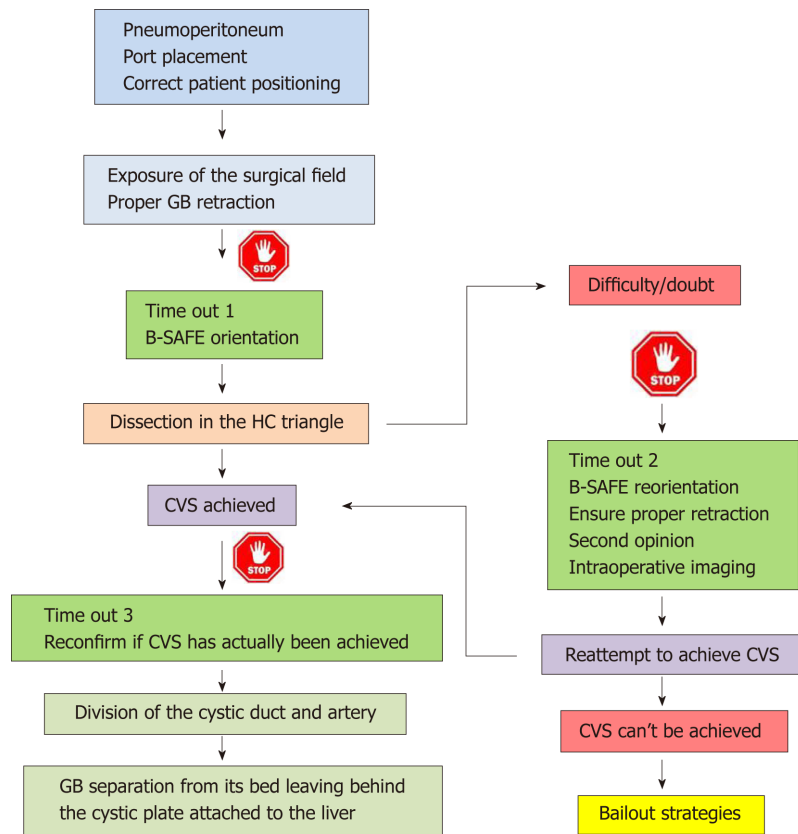 Pneumoperitoneum
Port placement
Correct patient positioning
Exposure of the surgical field
Proper GB retraction
STOP
Time out 1
B-SAFE orientation
Dissection in the HC triangle
CVS achieved
STOP
Time out 3
Reconfirm if CVS has actually been achieved
Division of the cystic duct and artery
GB separation from its bed leaving behind
the cystic plate attached to the liver
Difficulty/doubt
STOP
Time out 2
B-SAFE reorientation
Ensure proper retraction
Second opinion
Intraoperative imaging
Reattempt to achieve CVS
CVS can't be achieved
Bailout strategies